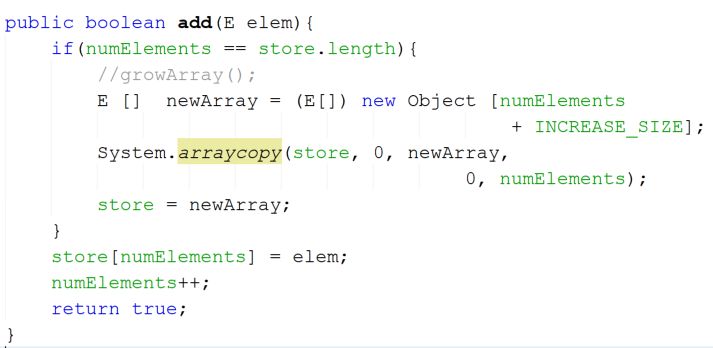 public boolean add(E elem){
    if(numElements == store.length){
        //growArray();
        E []  newArray = (E[]) new Object [numElements
                                            + INCREASE_SIZE];
        System.arraycopy(store, 0, newArray,
                                        0, numElements);
        store = newArray;
    }
    store[numElements] = elem;
    numElements++;
    return true;
}